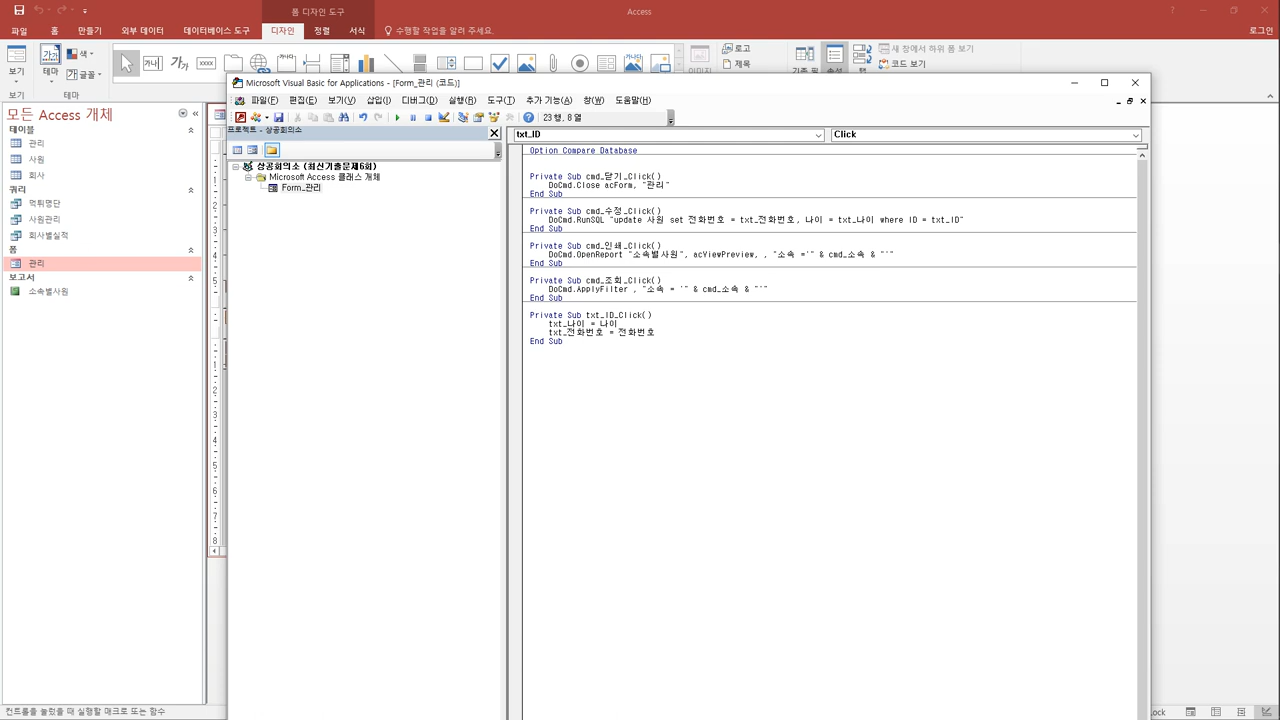 폼 디자인 도구
Access
로그인
파일 홈 만들기 외부 데이터 데이터베이스 도구 디자인 정렬 서식 수행할 작업을 알려 주세요.
보기
테마
색
글꼴
로고
제목
새 창에서 하위 폼 보기
코드 보기
보기
테마
모든 Access 개체
테이블
관리
사원
회사
쿼리
먹튀명단
사원관리
회사별실적
폼
관리
보고서
소속별사원
Microsoft Visual Basic for Applications - [Form_관리 (코드)]
파일(F) 편집(E) 보기(V) 삽입(I) 디버그(D) 실행(R) 도구(T) 추가 기능(A) 창(W) 도움말(H)
23 행, 8 열
프로젝트 - 상공회의소
상공회의소 (최신기출문제6회)
Microsoft Access 클래스 개체
Form_관리
txt_ID
Click
Option Compare Database
Private Sub cmd_닫기_Click()
DoCmd.Close acForm, "관리"
End Sub
Private Sub cmd_수정_Click()
DoCmd.RunSQL "update 사원 set 전화번호 = txt_전화번호, 나이 = txt_나이 where ID = txt_ID"
End Sub
Private Sub cmd_인쇄_Click()
DoCmd.OpenReport "소속별사원", acViewPreview, , "소속 ='" & cmd_소속 & "'"
End Sub
Private Sub cmd_조회_Click()
DoCmd.ApplyFilter , "소속 = '" & cmd_소속 & "'"
End Sub
Private Sub txt_ID_Click()
txt_나이 = 나이
txt_전화번호 = 전화번호
End Sub
컨트롤을 눌렀을 때 실행할 매크로 또는 함수